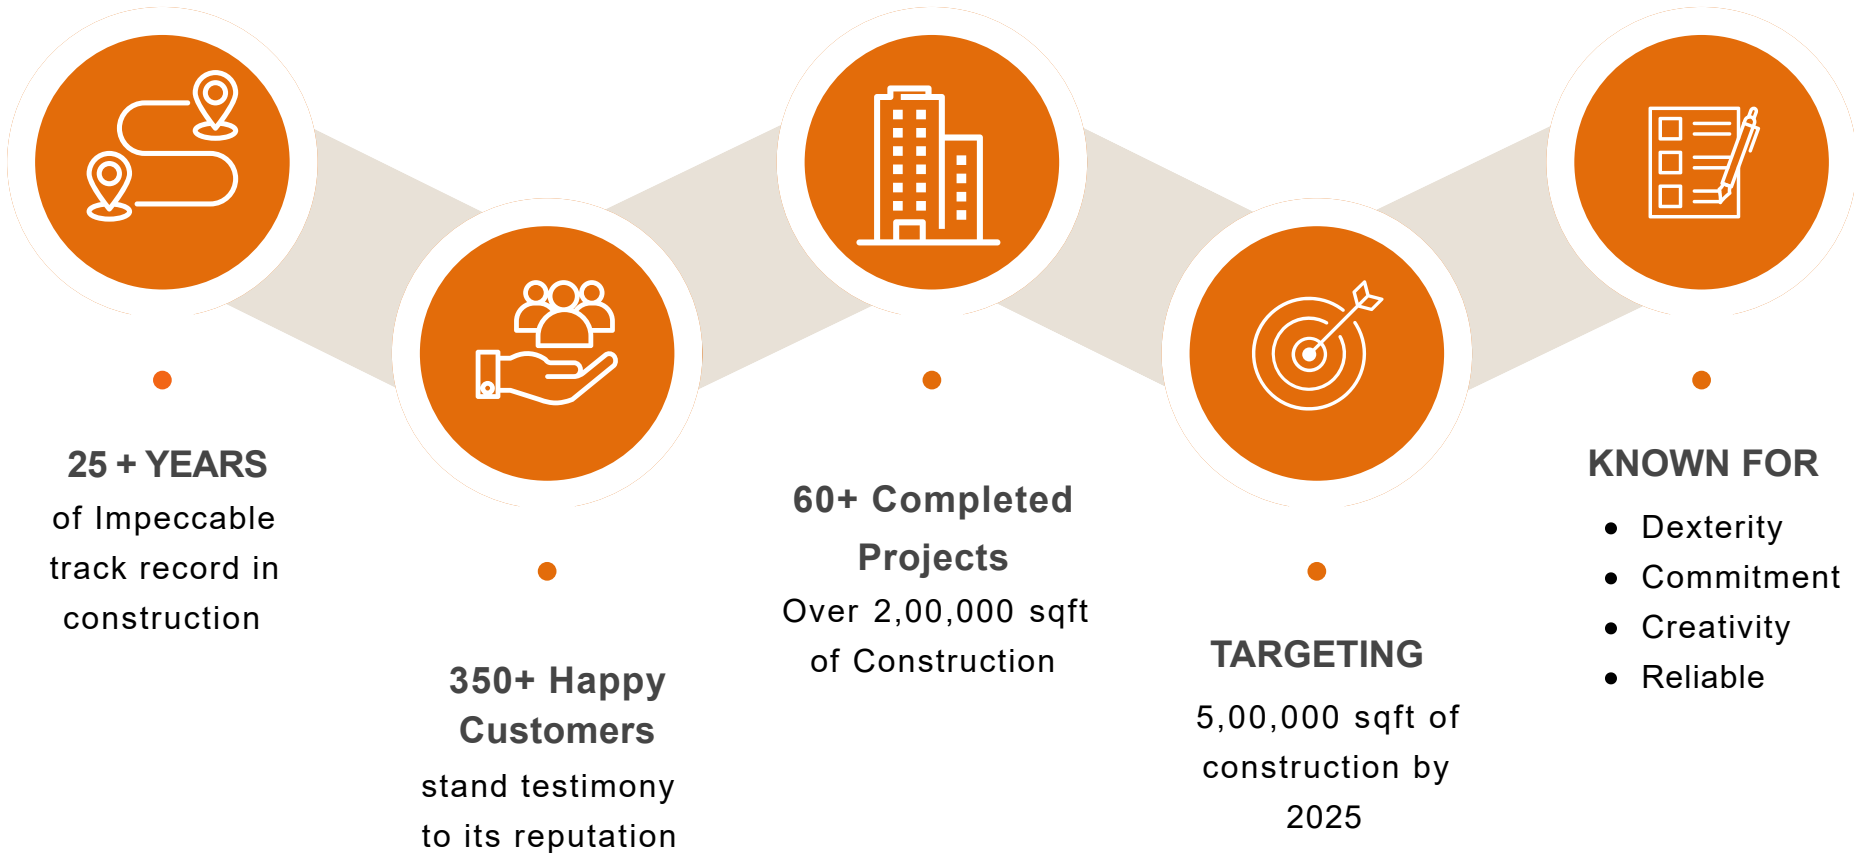 25 + YEARS
of Impeccable
track record in
construction
350+ Happy
Customers
stand testimony
to its reputation
60+ Completed
Projects
Over 2,00,000 sqft
of Construction
TARGETING
5,00,000 sqft of
construction by
2025
KNOWN FOR
• Dexterity
• Commitment
• Creativity
• Reliable